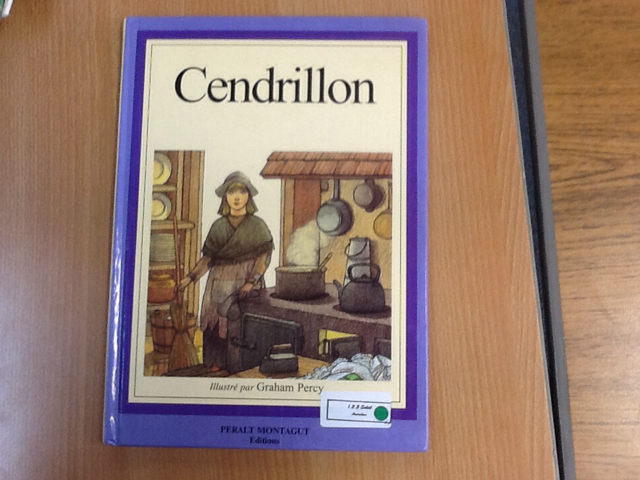 Cendrillon
Illustré par Graham Percy
PERALT MONTAGUT
Editions